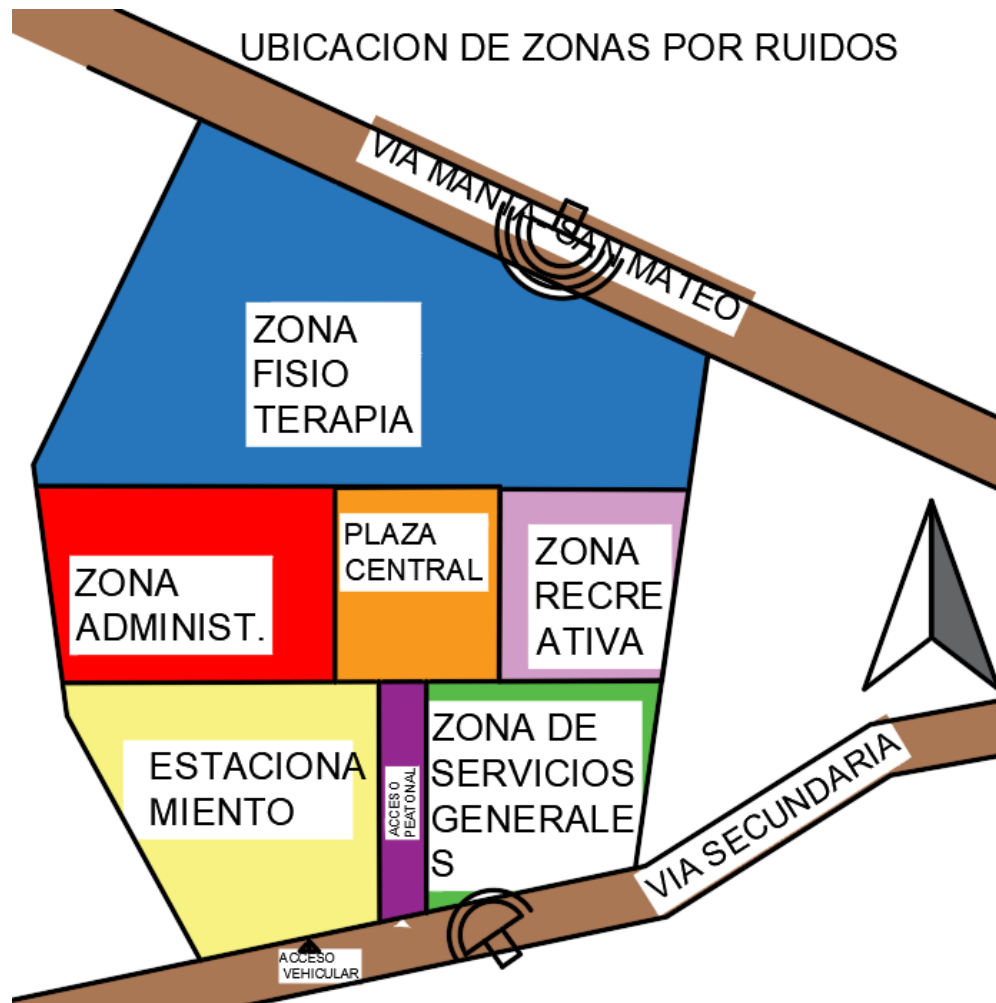 UBICACION DE ZONAS POR RUIDOS
VIA MANTA - SAN MATEO
ZONA
FISIO
TERAPIA
ZONA
ADMINIST.
PLAZA
CENTRAL
ZONA
RECRE
ATIVA
ESTACIONA
MIENTO
ACCESO
PEATONAL
ZONA DE
SERVICIOS
GENERALE
S
VIA SECUNDARIA
ACCESO
VEHICULAR